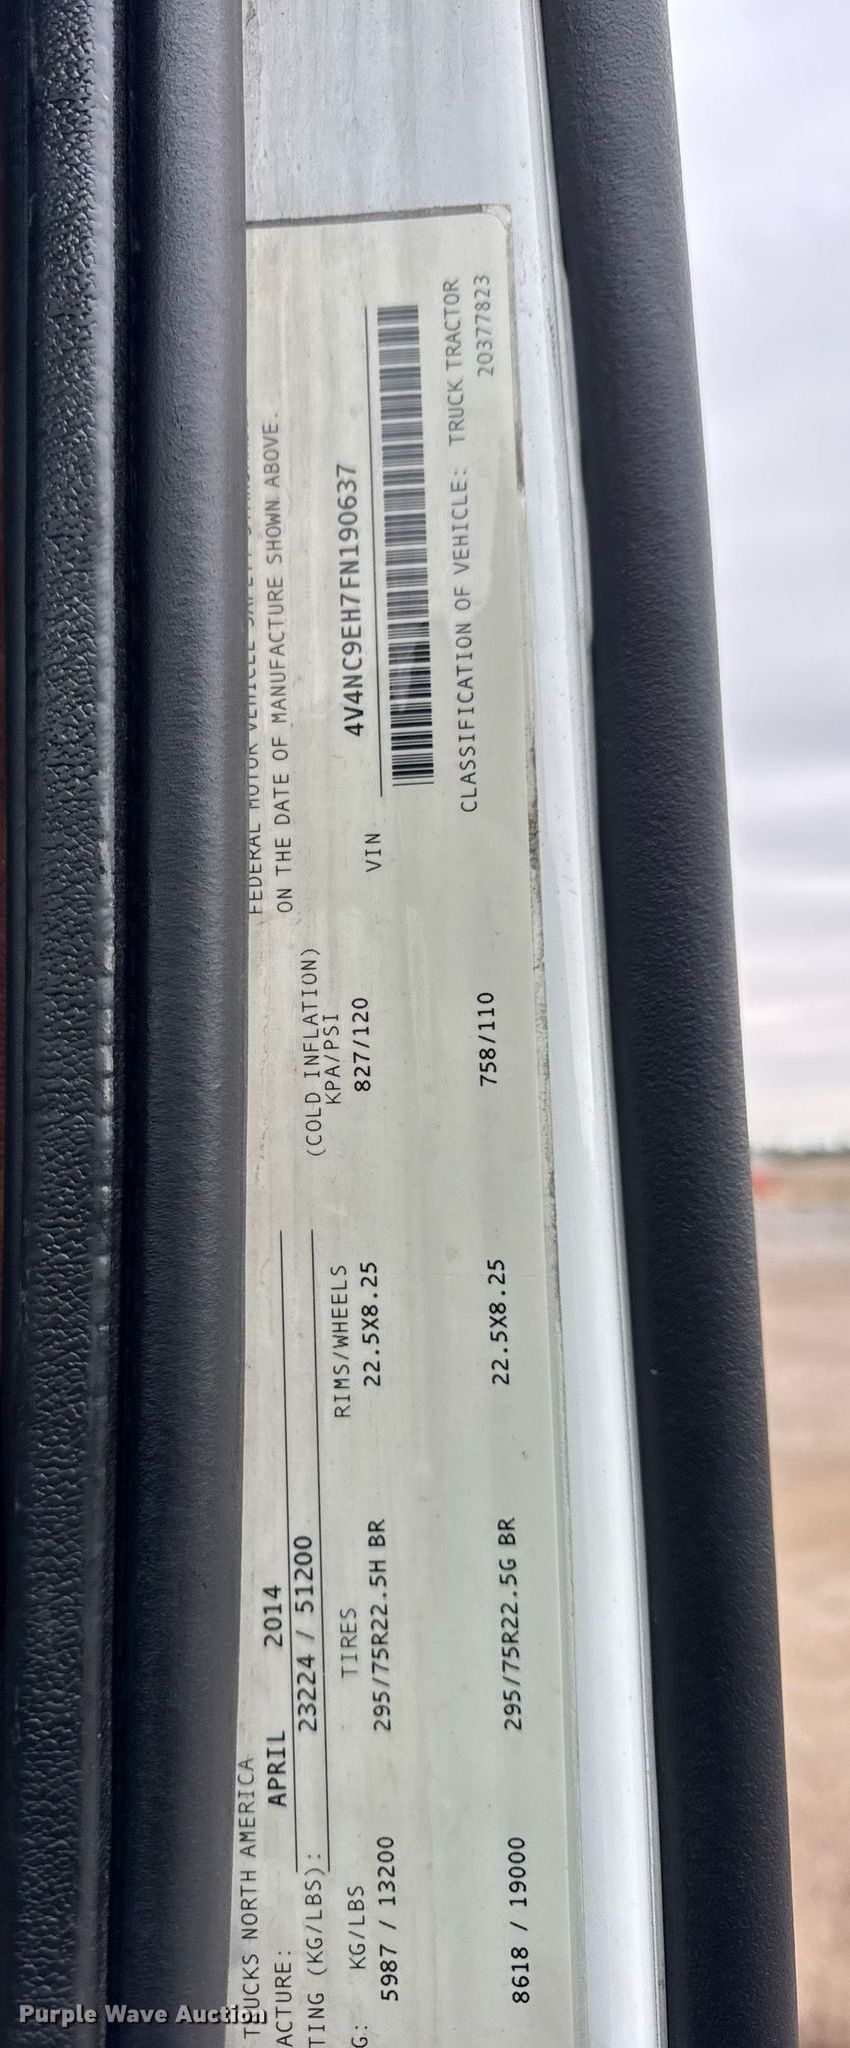 TRUCKS NORTH AMERICA
ACTURE: APRIL 2014
TING (KG/LBS): 23224 / 51200
G: KG/LBS TIRES RIMS/WHEELS (COLD INFLATION) KPA/PSI
5987 / 13200 295/75R22.5H BR 22.5X8.25 827/120
8618 / 19000 295/75R22.5G BR 22.5X8.25 758/110
FEDERAL MOTOR VEHICLE
ON THE DATE OF MANUFACTURE SHOWN ABOVE.
VIN 4V4NC9EH7FN190637
CLASSIFICATION OF VEHICLE: TRUCK TRACTOR
20377823
Purple Wave Auction